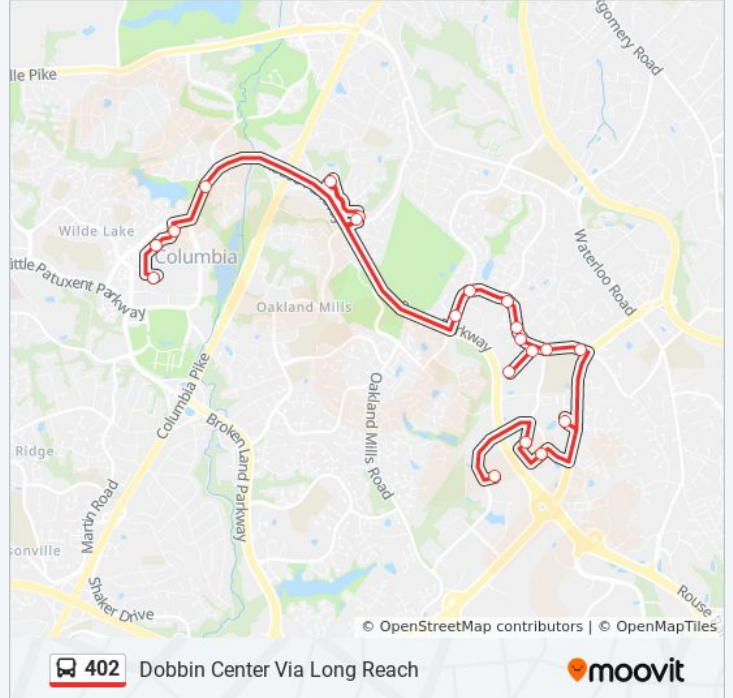 tgomery Road
lle Pike
Wilde Lake
Columbia
ittle Patuxent Parkway
Waterloo Road
Oakland Mills
Parkway
Columbia Pike
Oakland Mills Road
Broken Land Parkway
Ridge
Martin Road
sonville
Shaker Drive
Rouse
© OpenStreetMap contributors | © OpenMapTiles
402 Dobbin Center Via Long Reach
moovit